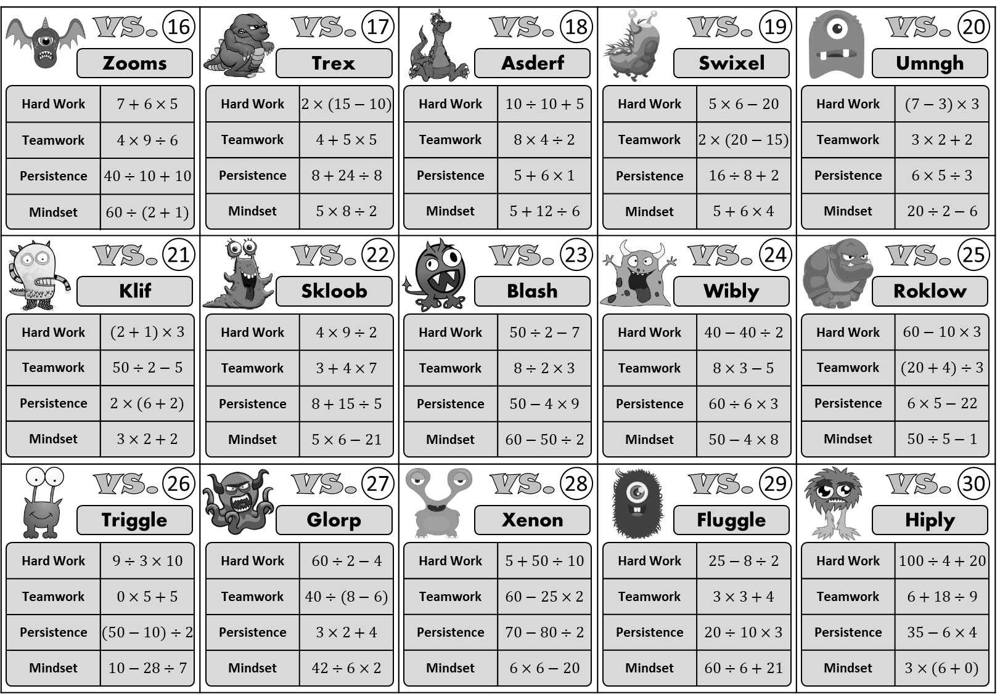 VS. 16
Zooms
Hard Work 7 + 6 × 5
Teamwork 4 × 9 ÷ 6
Persistence 40 ÷ 10 + 10
Mindset 60 ÷ (2 + 1)
VS. 17
Trex
Hard Work 2 × (15 − 10)
Teamwork 4 + 5 × 5
Persistence 8 + 24 ÷ 8
Mindset 5 × 8 ÷ 2
VS. 18
Asderf
Hard Work 10 ÷ 10 + 5
Teamwork 8 × 4 ÷ 2
Persistence 5 + 6 × 1
Mindset 5 + 12 ÷ 6
VS. 19
Swixel
Hard Work 5 × 6 − 20
Teamwork 2 × (20 − 15)
Persistence 16 ÷ 8 + 2
Mindset 5 + 6 × 4
VS. 20
Umngh
Hard Work (7 − 3) × 3
Teamwork 3 × 2 + 2
Persistence 6 × 5 ÷ 3
Mindset 20 ÷ 2 − 6
VS. 21
Klif
Hard Work (2 + 1) × 3
Teamwork 50 ÷ 2 − 5
Persistence 2 × (6 + 2)
Mindset 3 × 2 + 2
VS. 22
Skloob
Hard Work 4 × 9 ÷ 2
Teamwork 3 + 4 × 7
Persistence 8 + 15 ÷ 5
Mindset 5 × 6 − 21
VS. 23
Blash
Hard Work 50 ÷ 2 − 7
Teamwork 8 ÷ 2 × 3
Persistence 50 − 4 × 9
Mindset 60 − 50 ÷ 2
VS. 24
Wibly
Hard Work 40 − 40 ÷ 2
Teamwork 8 × 3 − 5
Persistence 60 ÷ 6 × 3
Mindset 50 − 4 × 8
VS. 25
Roklow
Hard Work 60 − 10 × 3
Teamwork (20 + 4) ÷ 3
Persistence 6 × 5 − 22
Mindset 50 ÷ 5 − 1
VS. 26
Triggle
Hard Work 9 ÷ 3 × 10
Teamwork 0 × 5 + 5
Persistence (50 − 10) ÷ 2
Mindset 10 − 28 ÷ 7
VS. 27
Glorp
Hard Work 60 ÷ 2 − 4
Teamwork 40 ÷ (8 − 6)
Persistence 3 × 2 + 4
Mindset 42 ÷ 6 × 2
VS. 28
Xenon
Hard Work 5 + 50 ÷ 10
Teamwork 60 − 25 × 2
Persistence 70 − 80 ÷ 2
Mindset 6 × 6 − 20
VS. 29
Fluggle
Hard Work 25 − 8 ÷ 2
Teamwork 3 × 3 + 4
Persistence 20 ÷ 10 × 3
Mindset 60 ÷ 6 + 21
VS. 30
Hiply
Hard Work 100 ÷ 4 + 20
Teamwork 6 + 18 ÷ 9
Persistence 35 − 6 × 4
Mindset 3 × (6 + 0)